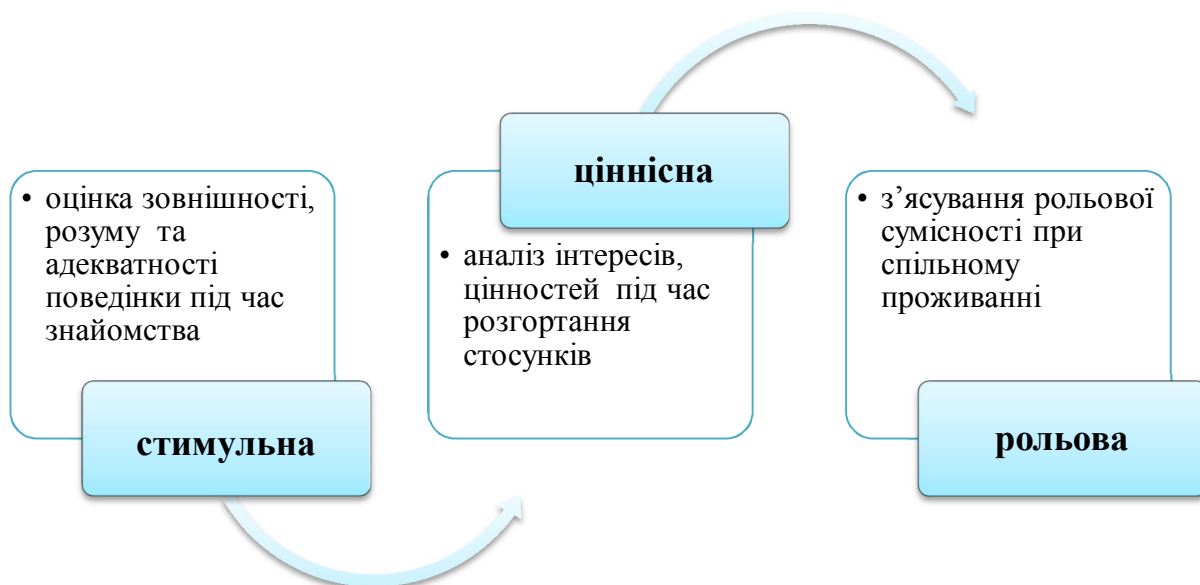 • оцінка зовнішності,
розуму та
адекватності
поведінки під час
знайомства
стимульна
ціннісна
• аналіз інтересів,
цінностей під час
розгортання
стосунків
• з’ясування рольової
сумісності при
спільному
проживанні
рольова